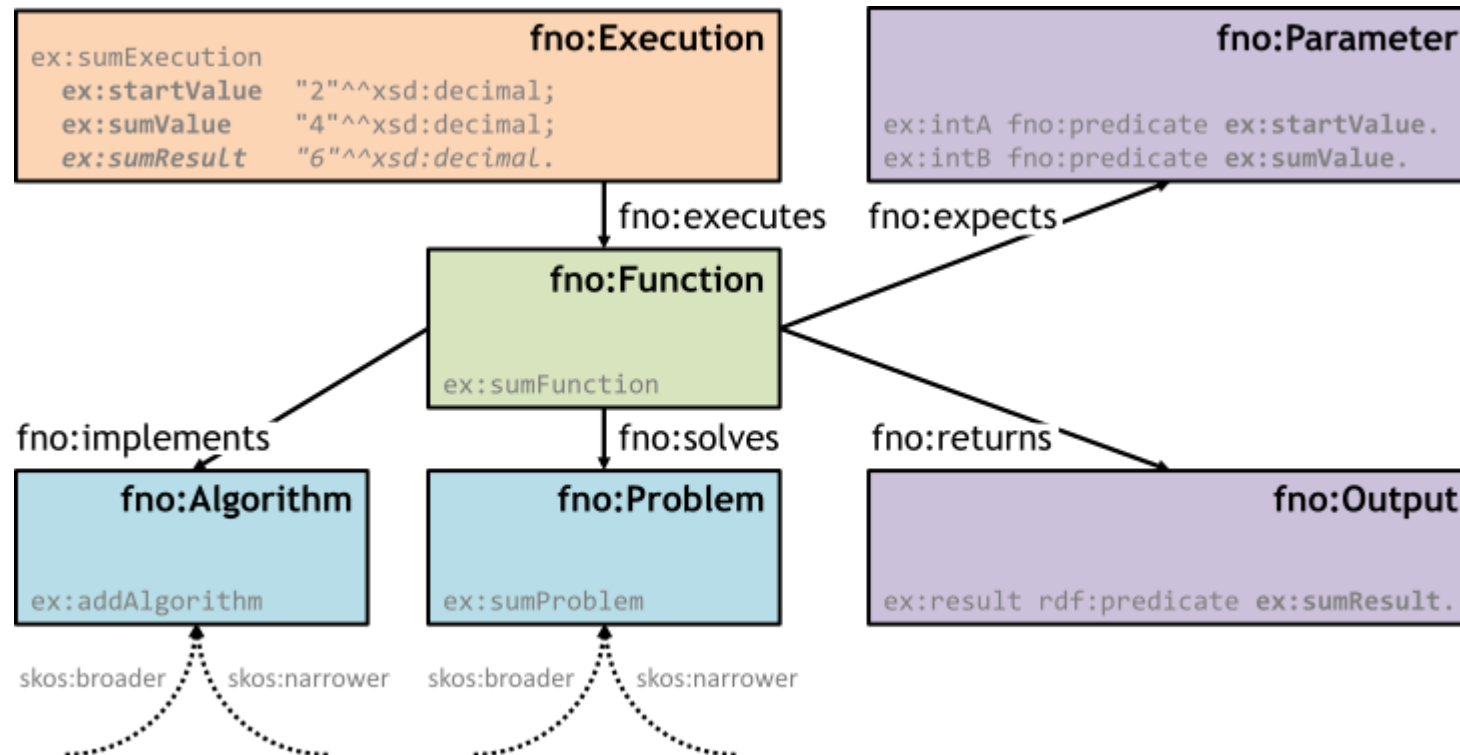 fno:Execution
ex:sumExecution
ex:startValue "2"^^xsd:decimal;
ex:sumValue "4"^^xsd:decimal;
ex:sumResult "6"^^xsd:decimal.
fno:Parameter
ex:intA fno:predicate ex:startValue.
ex:intB fno:predicate ex:sumValue.
fno:executes
fno:expects
fno:Function
ex:sumFunction
fno:implements
fno:solves
fno:returns
fno:Algorithm
ex:addAlgorithm
fno:Problem
ex:sumProblem
fno:Output
ex:result rdf:predicate ex:sumResult.
skos:broader
skos:narrower
skos:broader
skos:narrower